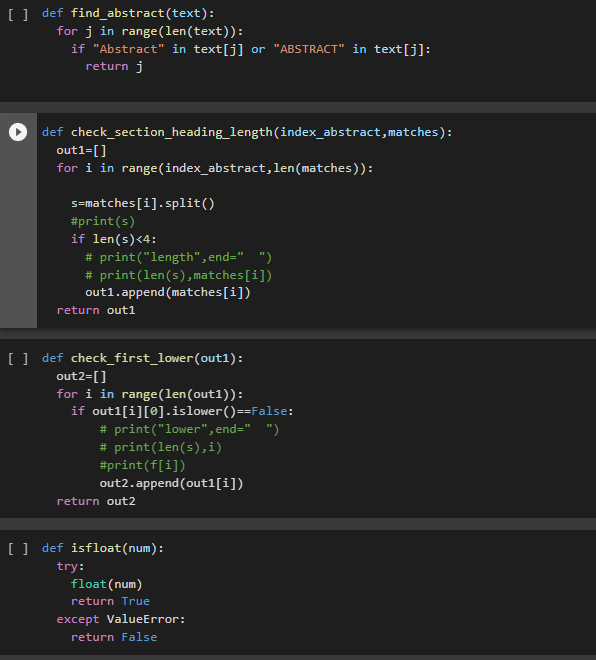 [ ] def find_abstract(text):
  for j in range(len(text)):
    if "Abstract" in text[j] or "ABSTRACT" in text[j]:
      return j
def check_section_heading_length(index_abstract,matches):
  out1=[]
  for i in range(index_abstract,len(matches)):
    s=matches[i].split()
    #print(s)
    if len(s)<4:
      # print("length",end="  ")
      # print(len(s),matches[i])
      out1.append(matches[i])
  return out1
[ ] def check_first_lower(out1):
  out2=[]
  for i in range(len(out1)):
    if out1[i][0].islower()==False:
        # print("lower",end="  ")
        # print(len(s),i)
        #print(f[i])
        out2.append(out1[i])
  return out2
[ ] def isfloat(num):
  try:
    float(num)
    return True
  except ValueError:
    return False